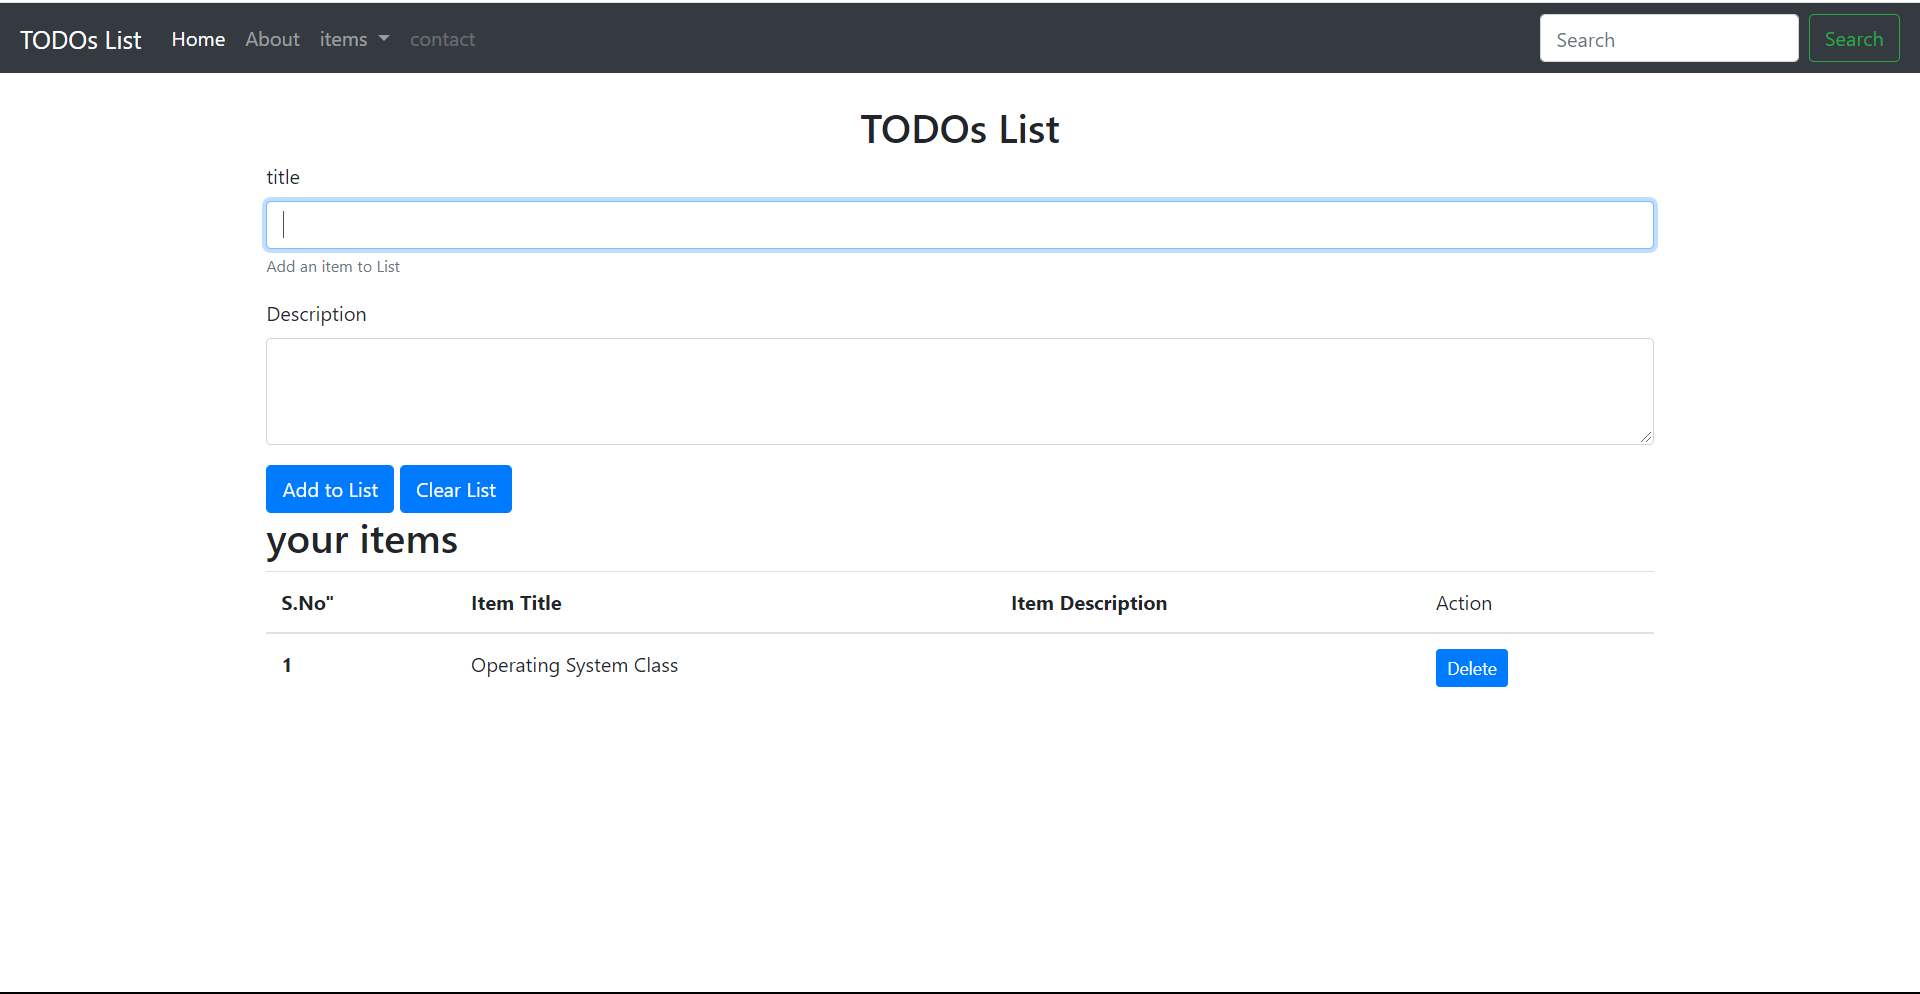 TODOs List Home About items contact Search Search
TODOs List
title
Add an item to List
Description
Add to List Clear List
your items
S.No" Item Title Item Description Action
1 Operating System Class Delete